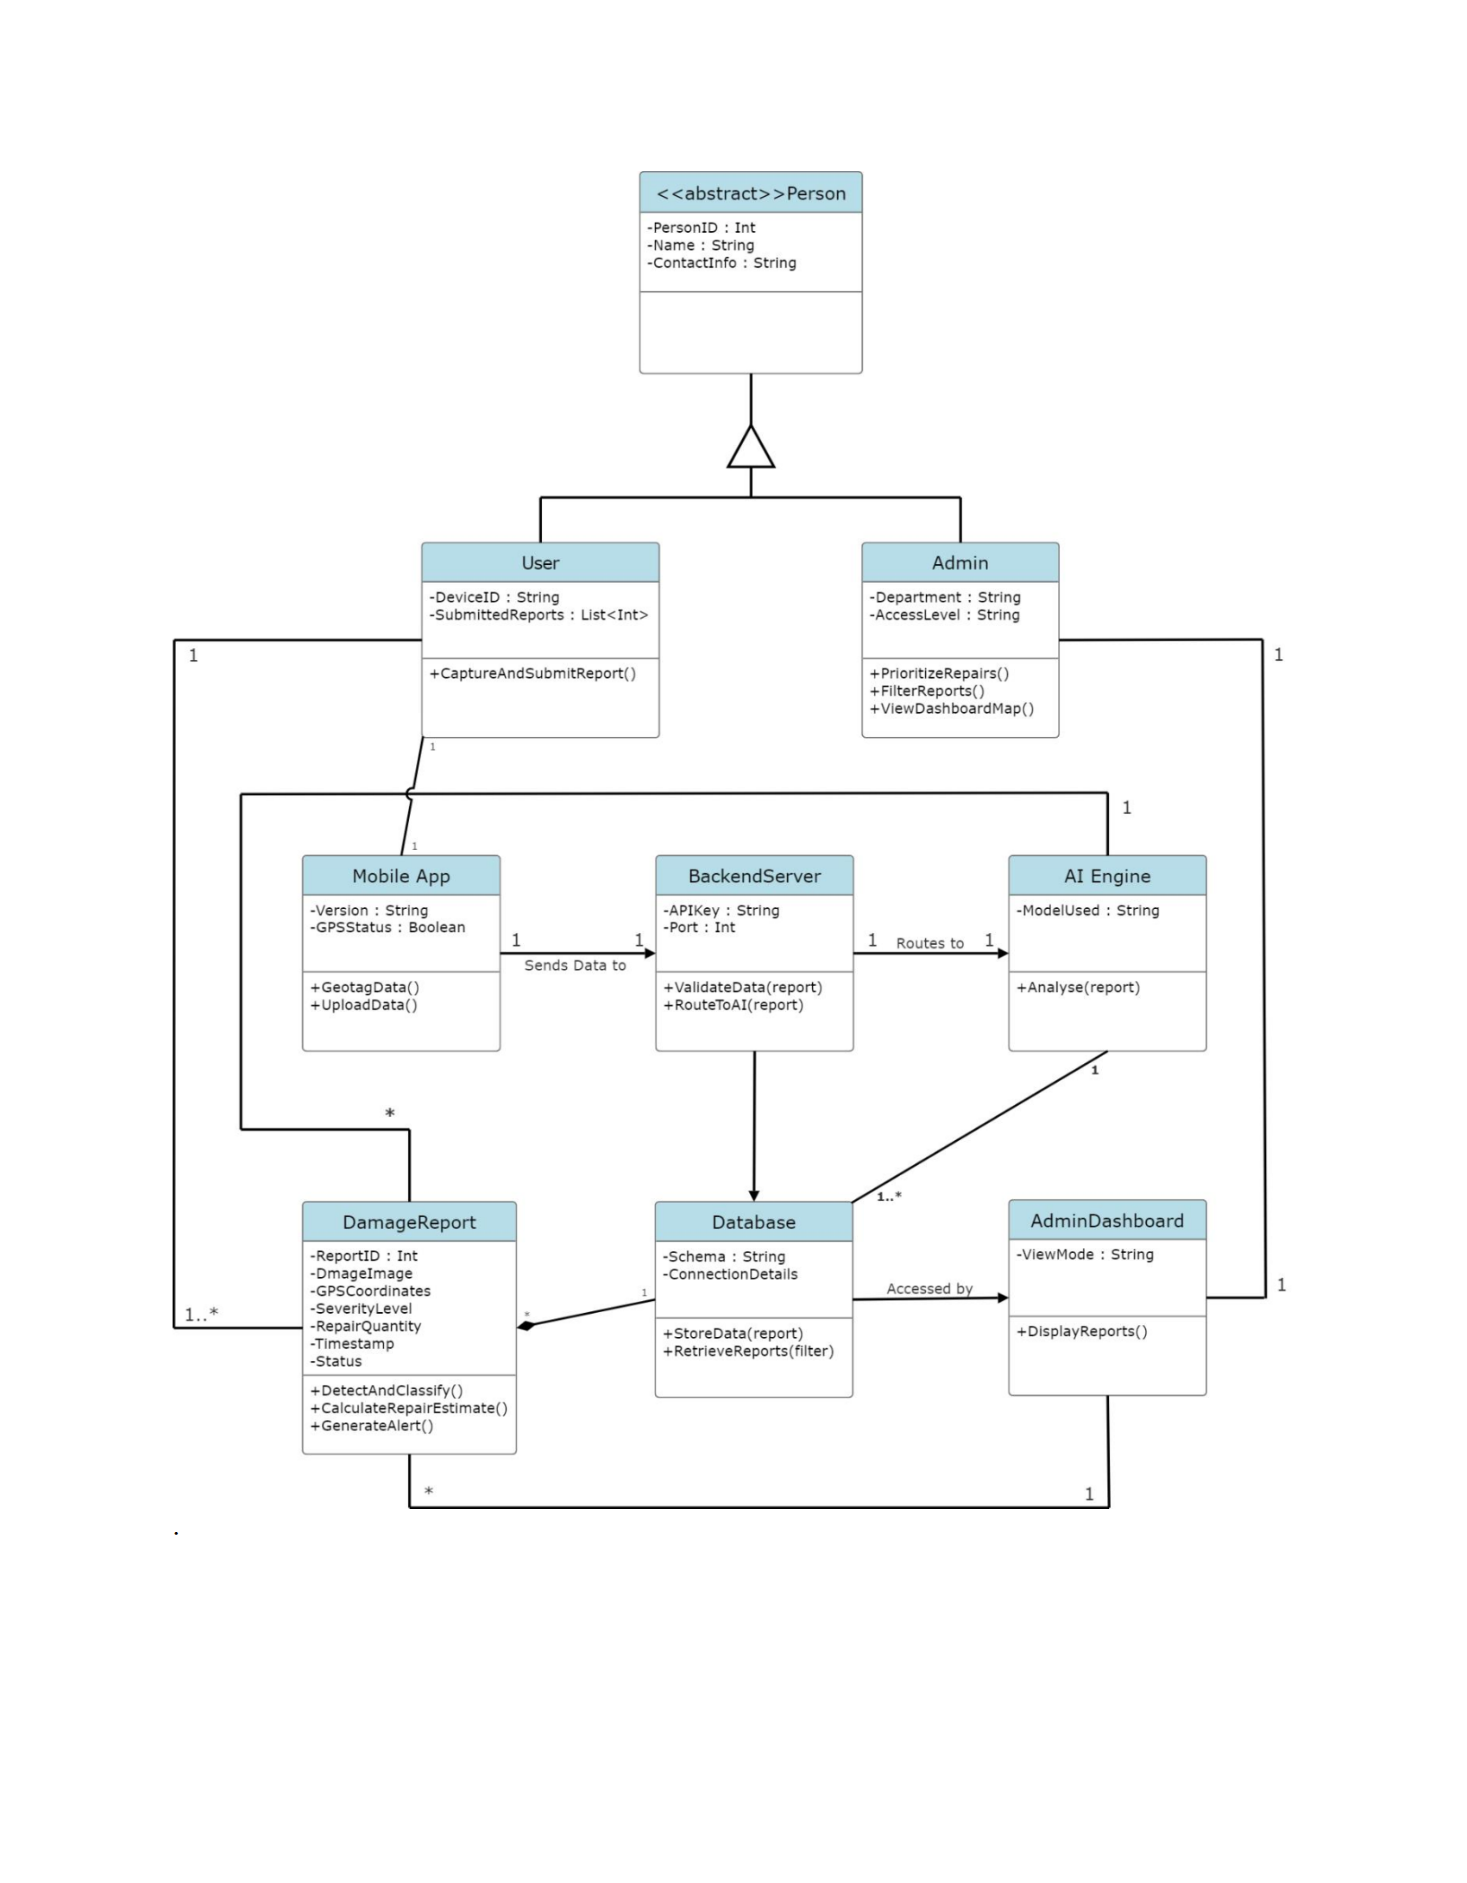 <<abstract>>Person
-PersonID : Int
-Name : String
-ContactInfo : String
User
-DeviceID : String
-SubmittedReports : List<Int>
+CaptureAndSubmitReport()
Admin
-Department : String
-AccessLevel : String
+PrioritizeRepairs()
+FilterReports()
+ViewDashboardMap()
1
1
1
1
1
Mobile App
-Version : String
-GPSStatus : Boolean
+GeotagData()
+UploadData()
1
1
Sends Data to
BackendServer
-APIKey : String
-Port : Int
+ValidateData(report)
+RouteToAI(report)
1
Routes to
1
AI Engine
-ModelUsed : String
+Analyse(report)
1
*
1..*
DamageReport
-ReportID : Int
-DmageImage
-GPSCoordinates
-SeverityLevel
-RepairQuantity
-Timestamp
-Status
+DetectAndClassify()
+CalculateRepairEstimate()
+GenerateAlert()
1..*
*
1
Database
-Schema : String
-ConnectionDetails
+StoreData(report)
+RetrieveReports(filter)
Accessed by
AdminDashboard
-ViewMode : String
+DisplayReports()
1
*
1
.